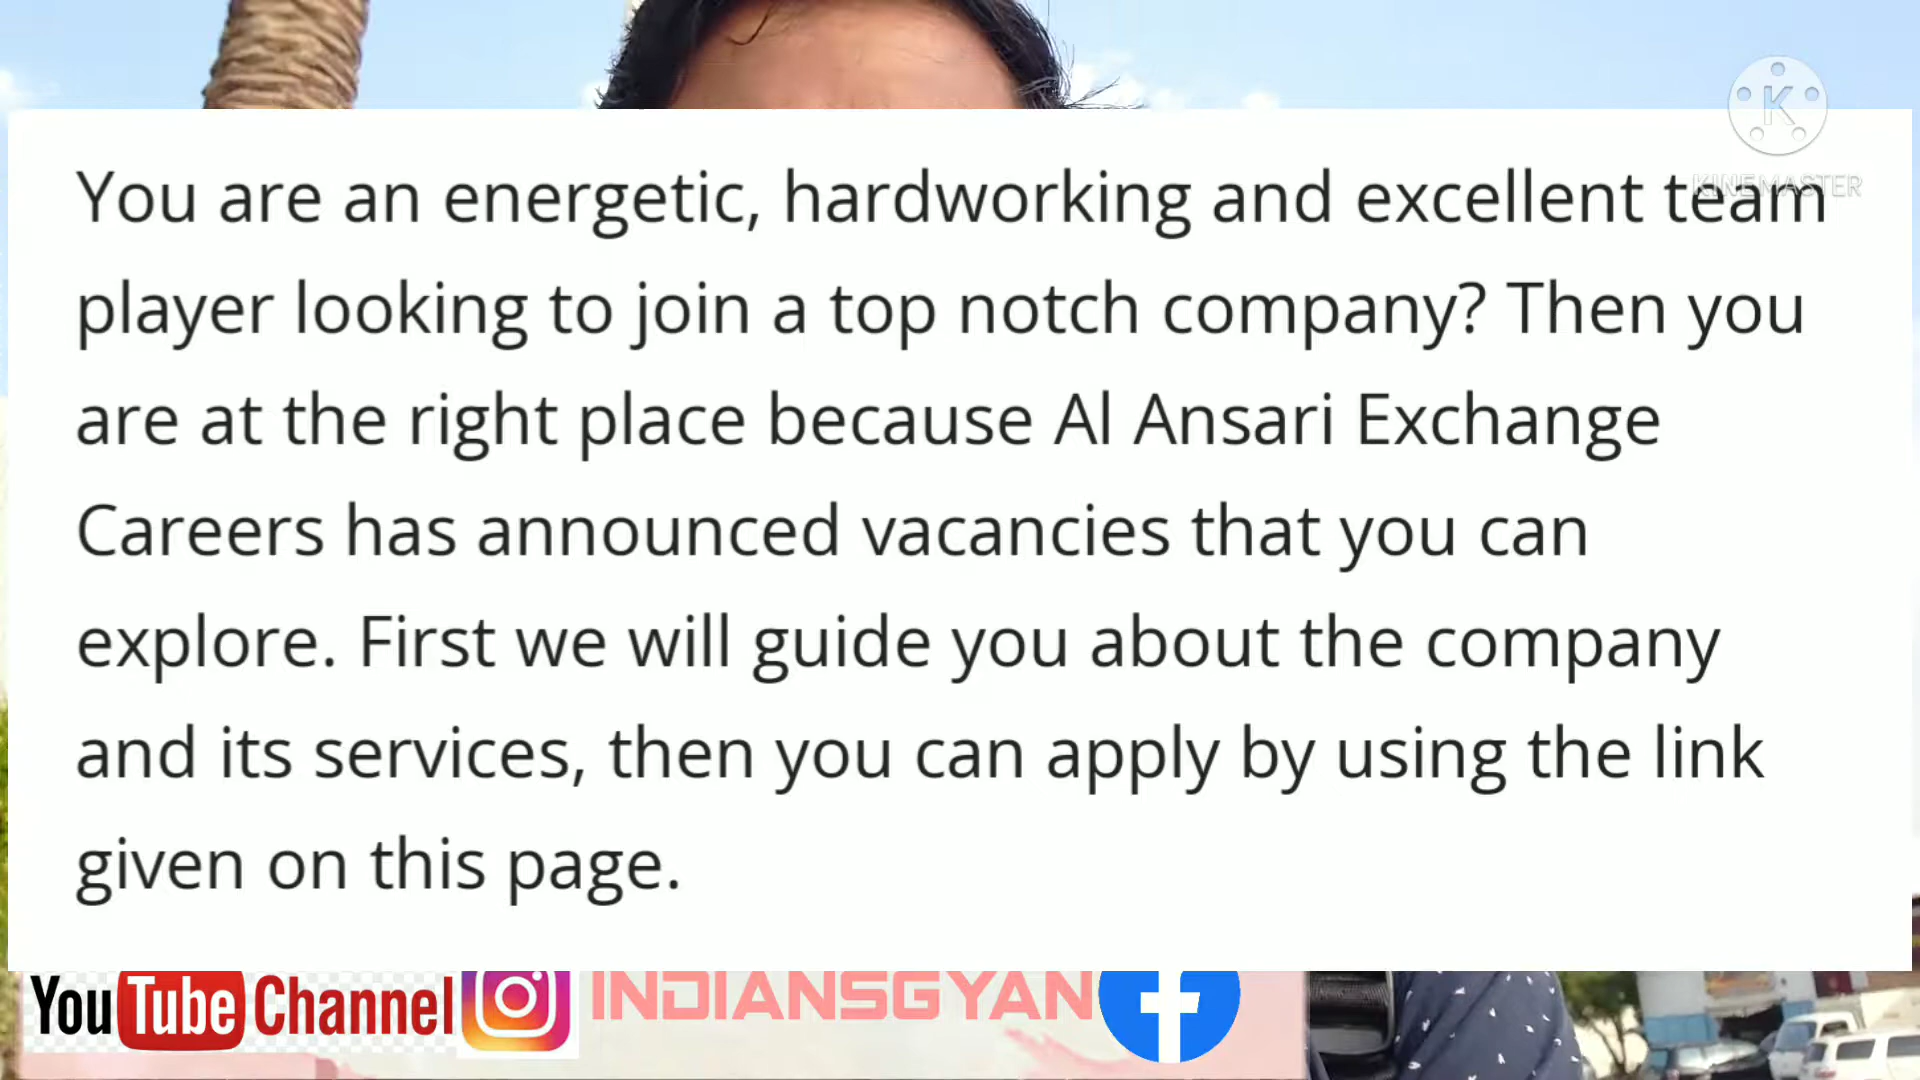 K
KINEMASTER
You are an energetic, hardworking and excellent team
player looking to join a top notch company? Then you
are at the right place because Al Ansari Exchange
Careers has announced vacancies that you can
explore. First we will guide you about the company
and its services, then you can apply by using the link
given on this page.
YouTube Channel
INDIANSGYAN
f